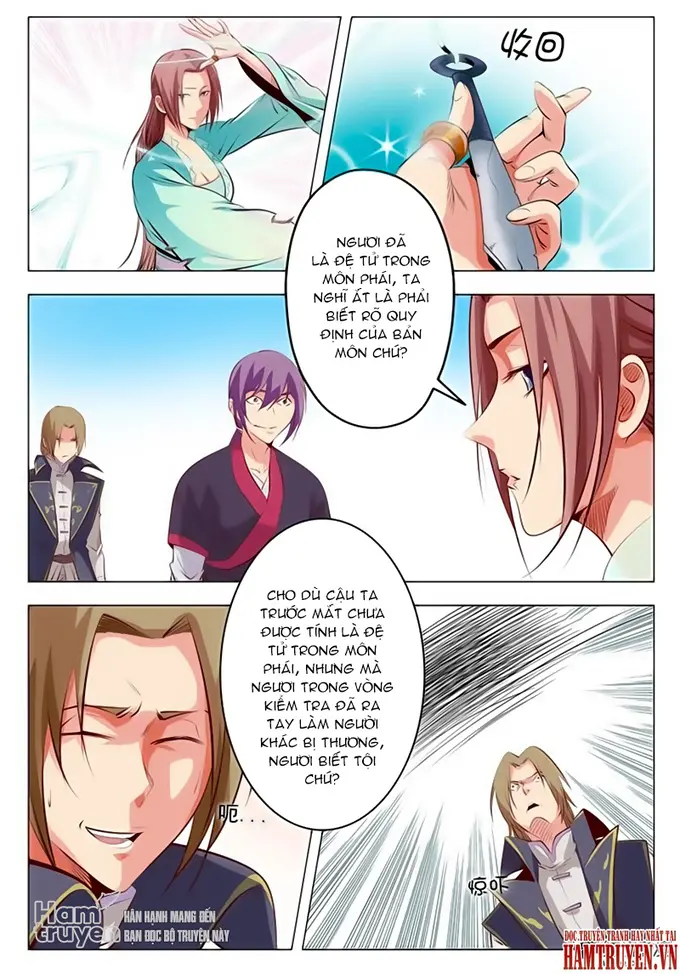 收回
NGƯƠI ĐÃ
LÀ ĐỆ TỬ TRONG
MÔN PHÁI, TA
NGHĨ ẮT LÀ PHẢI
BIẾT RÕ QUY
ĐỊNH CỦA BẢN
MÔN CHỨ?
CHO DÙ CẬU TA
TRƯỚC MẮT CHƯA
ĐƯỢC TÍNH LÀ ĐỆ
TỬ TRONG MÔN
PHÁI, NHƯNG MÀ
NGƯƠI TRONG VÒNG
KIỂM TRA ĐÃ RA
TAY LÀM NGƯỜI
KHÁC BỊ THƯƠNG,
NGƯƠI BIẾT TỘI
CHỨ?
呃...
惊吓
Ham
truyện
HÂN HẠNH MANG ĐẾN
BẠN ĐỌC BỘ TRUYỆN NÀY
ĐỌC TRUYỆN TRANH HAY NHẤT TẠI
HAMTRUYEN.VN